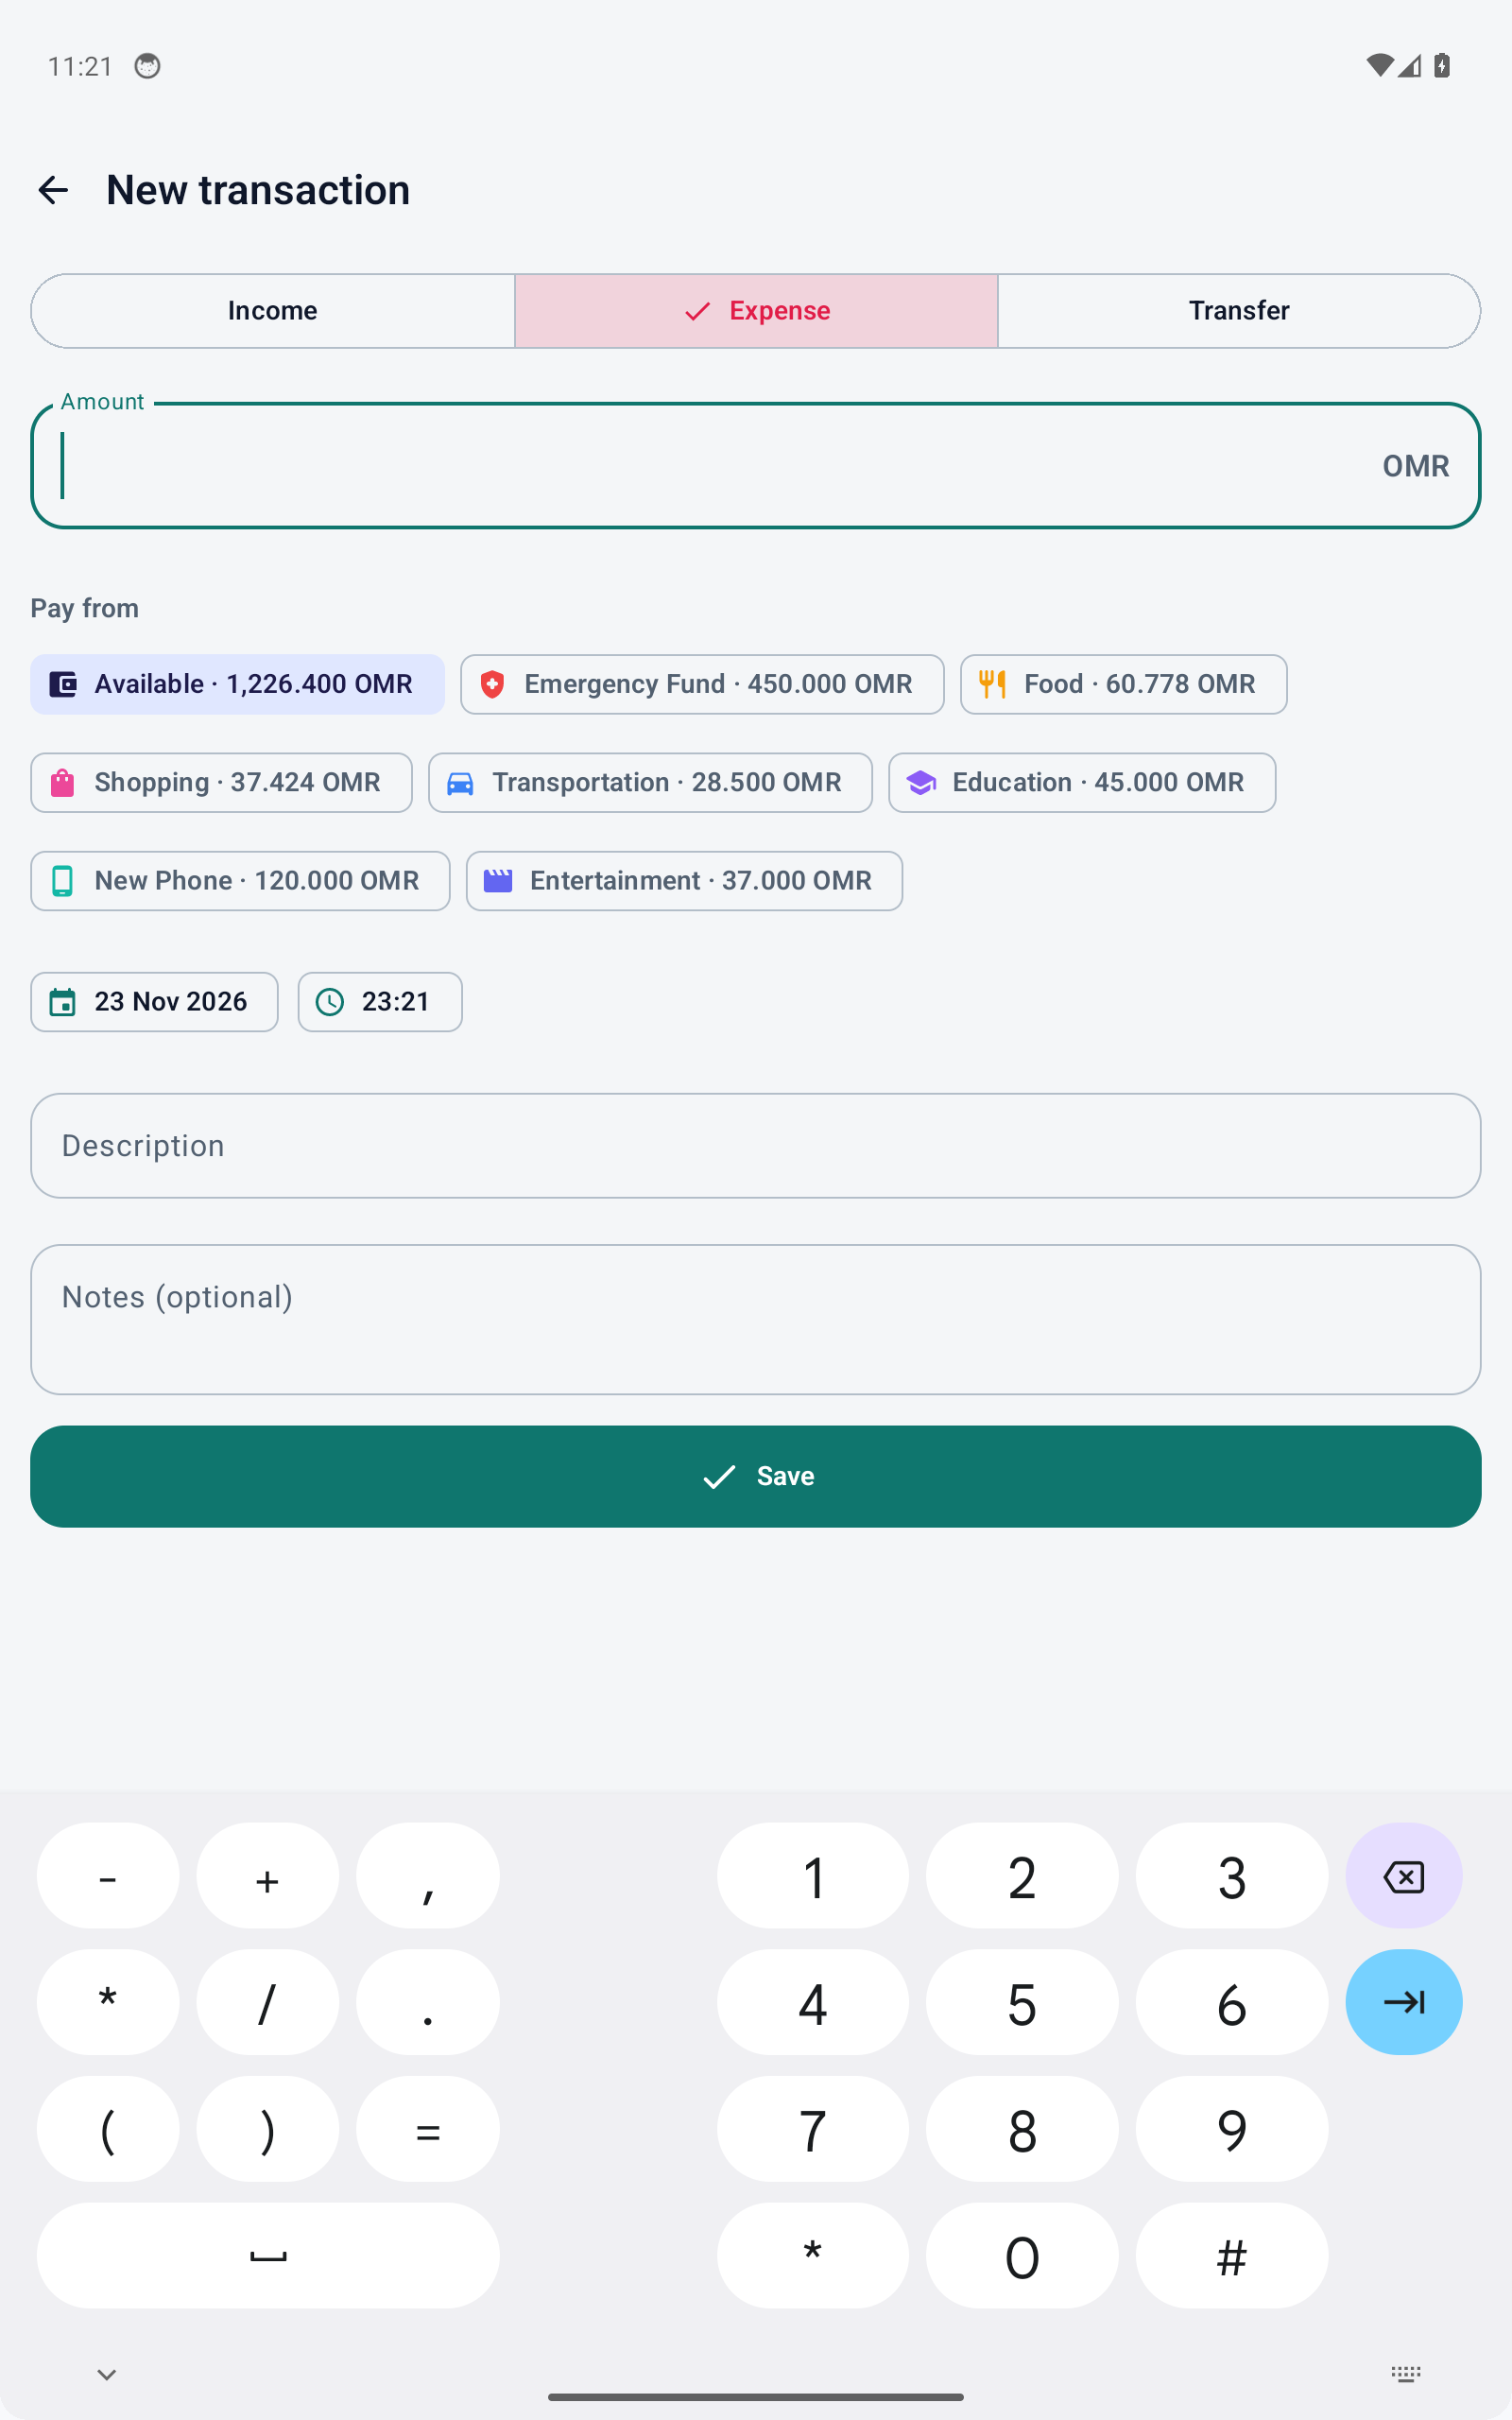 11:21
New transaction
Income Expense Transfer
Amount
OMR
Pay from
Available · 1,226.400 OMR Emergency Fund · 450.000 OMR Food · 60.778 OMR
Shopping · 37.424 OMR Transportation · 28.500 OMR Education · 45.000 OMR
New Phone · 120.000 OMR Entertainment · 37.000 OMR
23 Nov 2026 23:21
Description
Notes (optional)
Save
- + , 1 2 3
* / . 4 5 6
( ) = 7 8 9
* 0 #